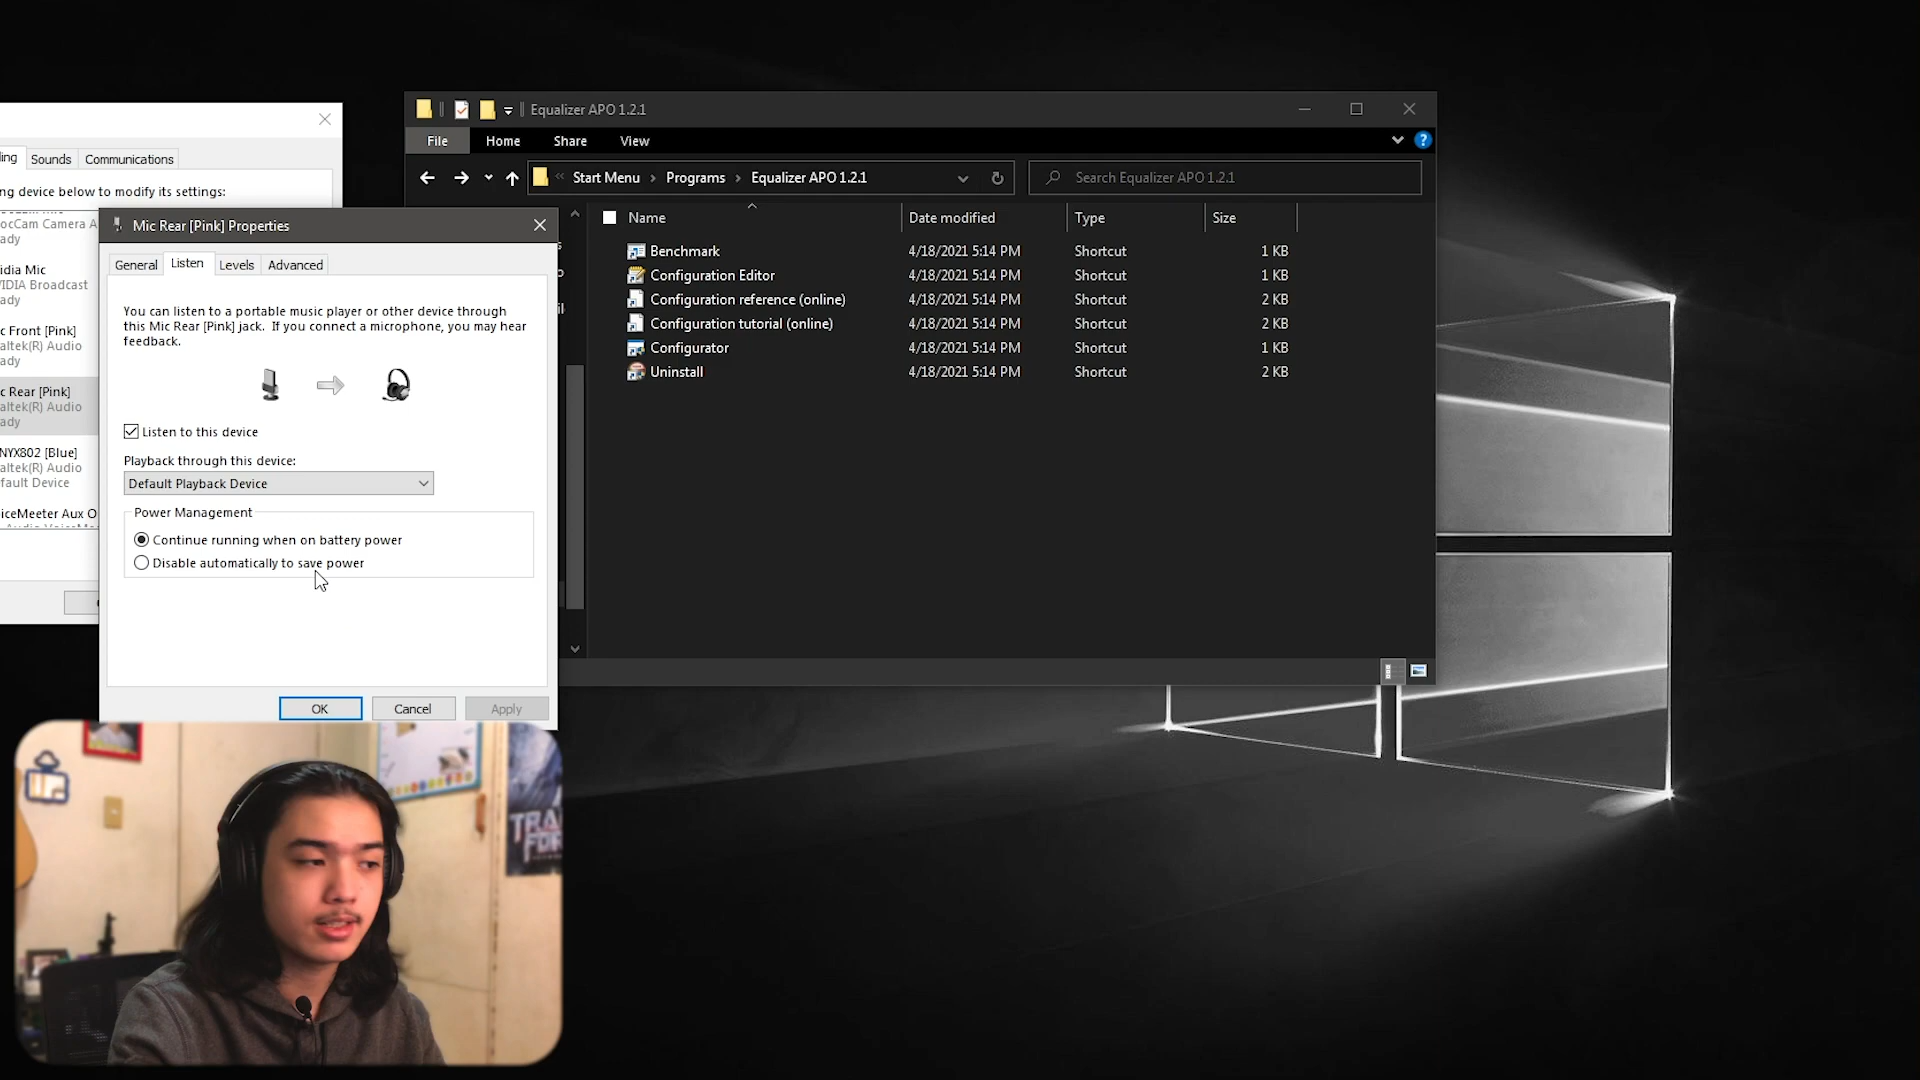 Equalizer APO 1.2.1
File Home Share View
Start Menu Programs Equalizer APO 1.2.1
Search Equalizer APO 1.2.1
Name Date modified Type Size
Benchmark 4/18/2021 5:14 PM Shortcut 1 KB
Configuration Editor 4/18/2021 5:14 PM Shortcut 1 KB
Configuration reference (online) 4/18/2021 5:14 PM Shortcut 2 KB
Configuration tutorial (online) 4/18/2021 5:14 PM Shortcut 2 KB
Configurator 4/18/2021 5:14 PM Shortcut 1 KB
Uninstall 4/18/2021 5:14 PM Shortcut 2 KB
ing Sounds Communications
ng device below to modify its settings:
ocCam Camera A
ady
idia Mic
VIDIA Broadcast
ady
c Front [Pink]
altek(R) Audio
ady
c Rear [Pink]
altek(R) Audio
ady
NYX802 [Blue]
altek(R) Audio
fault Device
iceMeeter Aux O
Mic Rear [Pink] Properties
General Listen Levels Advanced
You can listen to a portable music player or other device through
this Mic Rear [Pink] jack. If you connect a microphone, you may hear
feedback.
Listen to this device
Playback through this device:
Default Playback Device
Power Management
Continue running when on battery power
Disable automatically to save power
OK Cancel Apply
TRA
FOR